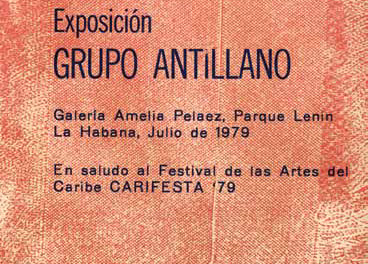 Exposición
GRUPO ANTiLLANO
Galería Amelia Pelaez, Parque Lenin
La Habana, Julio de 1979
En saludo al Festival de las Artes del
Caribe CARIFESTA '79